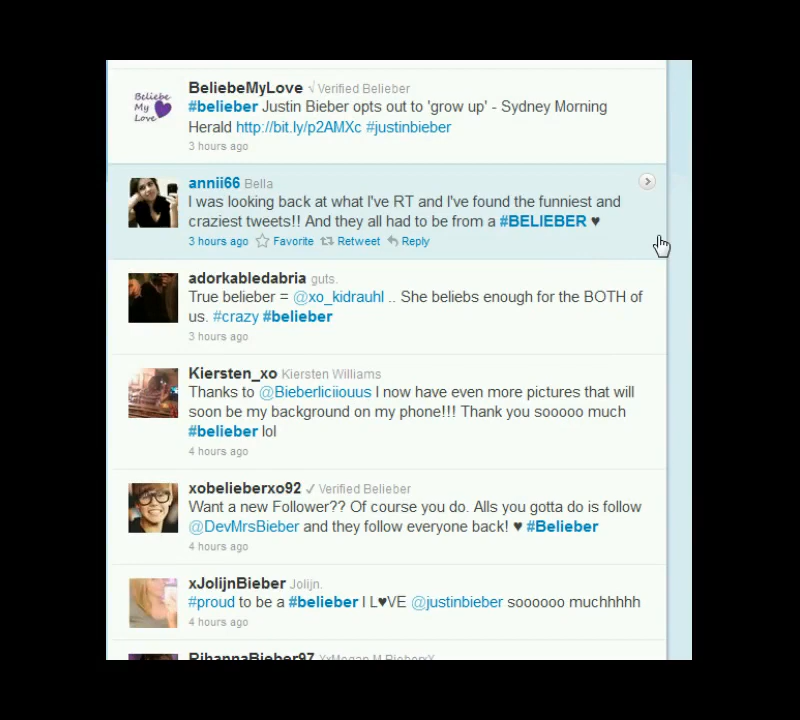 Beliebe
My
Love
BeliebeMyLove √ Verified Belieber
#belieber Justin Bieber opts out to 'grow up' - Sydney Morning
Herald http://bit.ly/p2AMXc #justinbieber
3 hours ago
annii66 Bella
I was looking back at what I've RT and I've found the funniest and
craziest tweets!! And they all had to be from a #BELIEBER ♥
3 hours ago Favorite Retweet Reply
adorkabledabria guts.
True belieber = @xo_kidrauhl .. She beliebs enough for the BOTH of
us. #crazy #belieber
3 hours ago
Kiersten_xo Kiersten Williams
Thanks to @Bieberliciiouus I now have even more pictures that will
soon be my background on my phone!!! Thank you sooooo much
#belieber lol
4 hours ago
xobelieberxo92 ✓ Verified Belieber
Want a new Follower?? Of course you do. Alls you gotta do is follow
@DevMrsBieber and they follow everyone back! ♥ #Belieber
4 hours ago
xJolijnBieber Jolijn.
#proud to be a #belieber I L♥VE @justinbieber soooooo muchhhhh
4 hours ago
RihannaBieber97 XxMegan M BieberxX